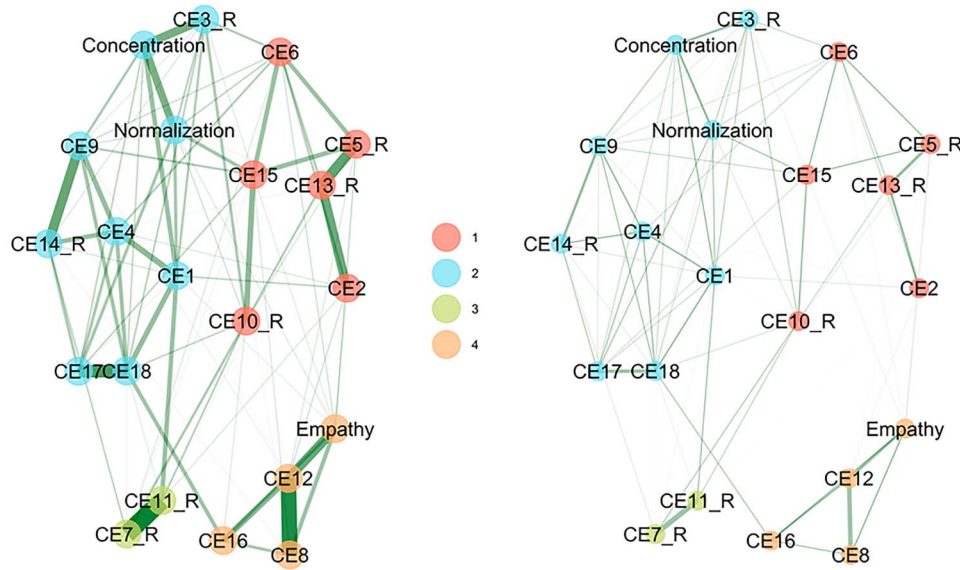 CE3_R
Concentration
CE6
Normalization
CE9
CE5_R
CE15
CE13_R
CE14_R
CE4
CE1
CE2
CE10_R
CE17
CE18
Empathy
CE12
CE11_R
CE7_R
CE16
CE8
1
2
3
4
CE3_R
Concentration
CE6
Normalization
CE9
CE5_R
CE15
CE13_R
CE14_R
CE4
CE1
CE2
CE10_R
CE17
CE18
Empathy
CE12
CE11_R
CE7_R
CE16
CE8